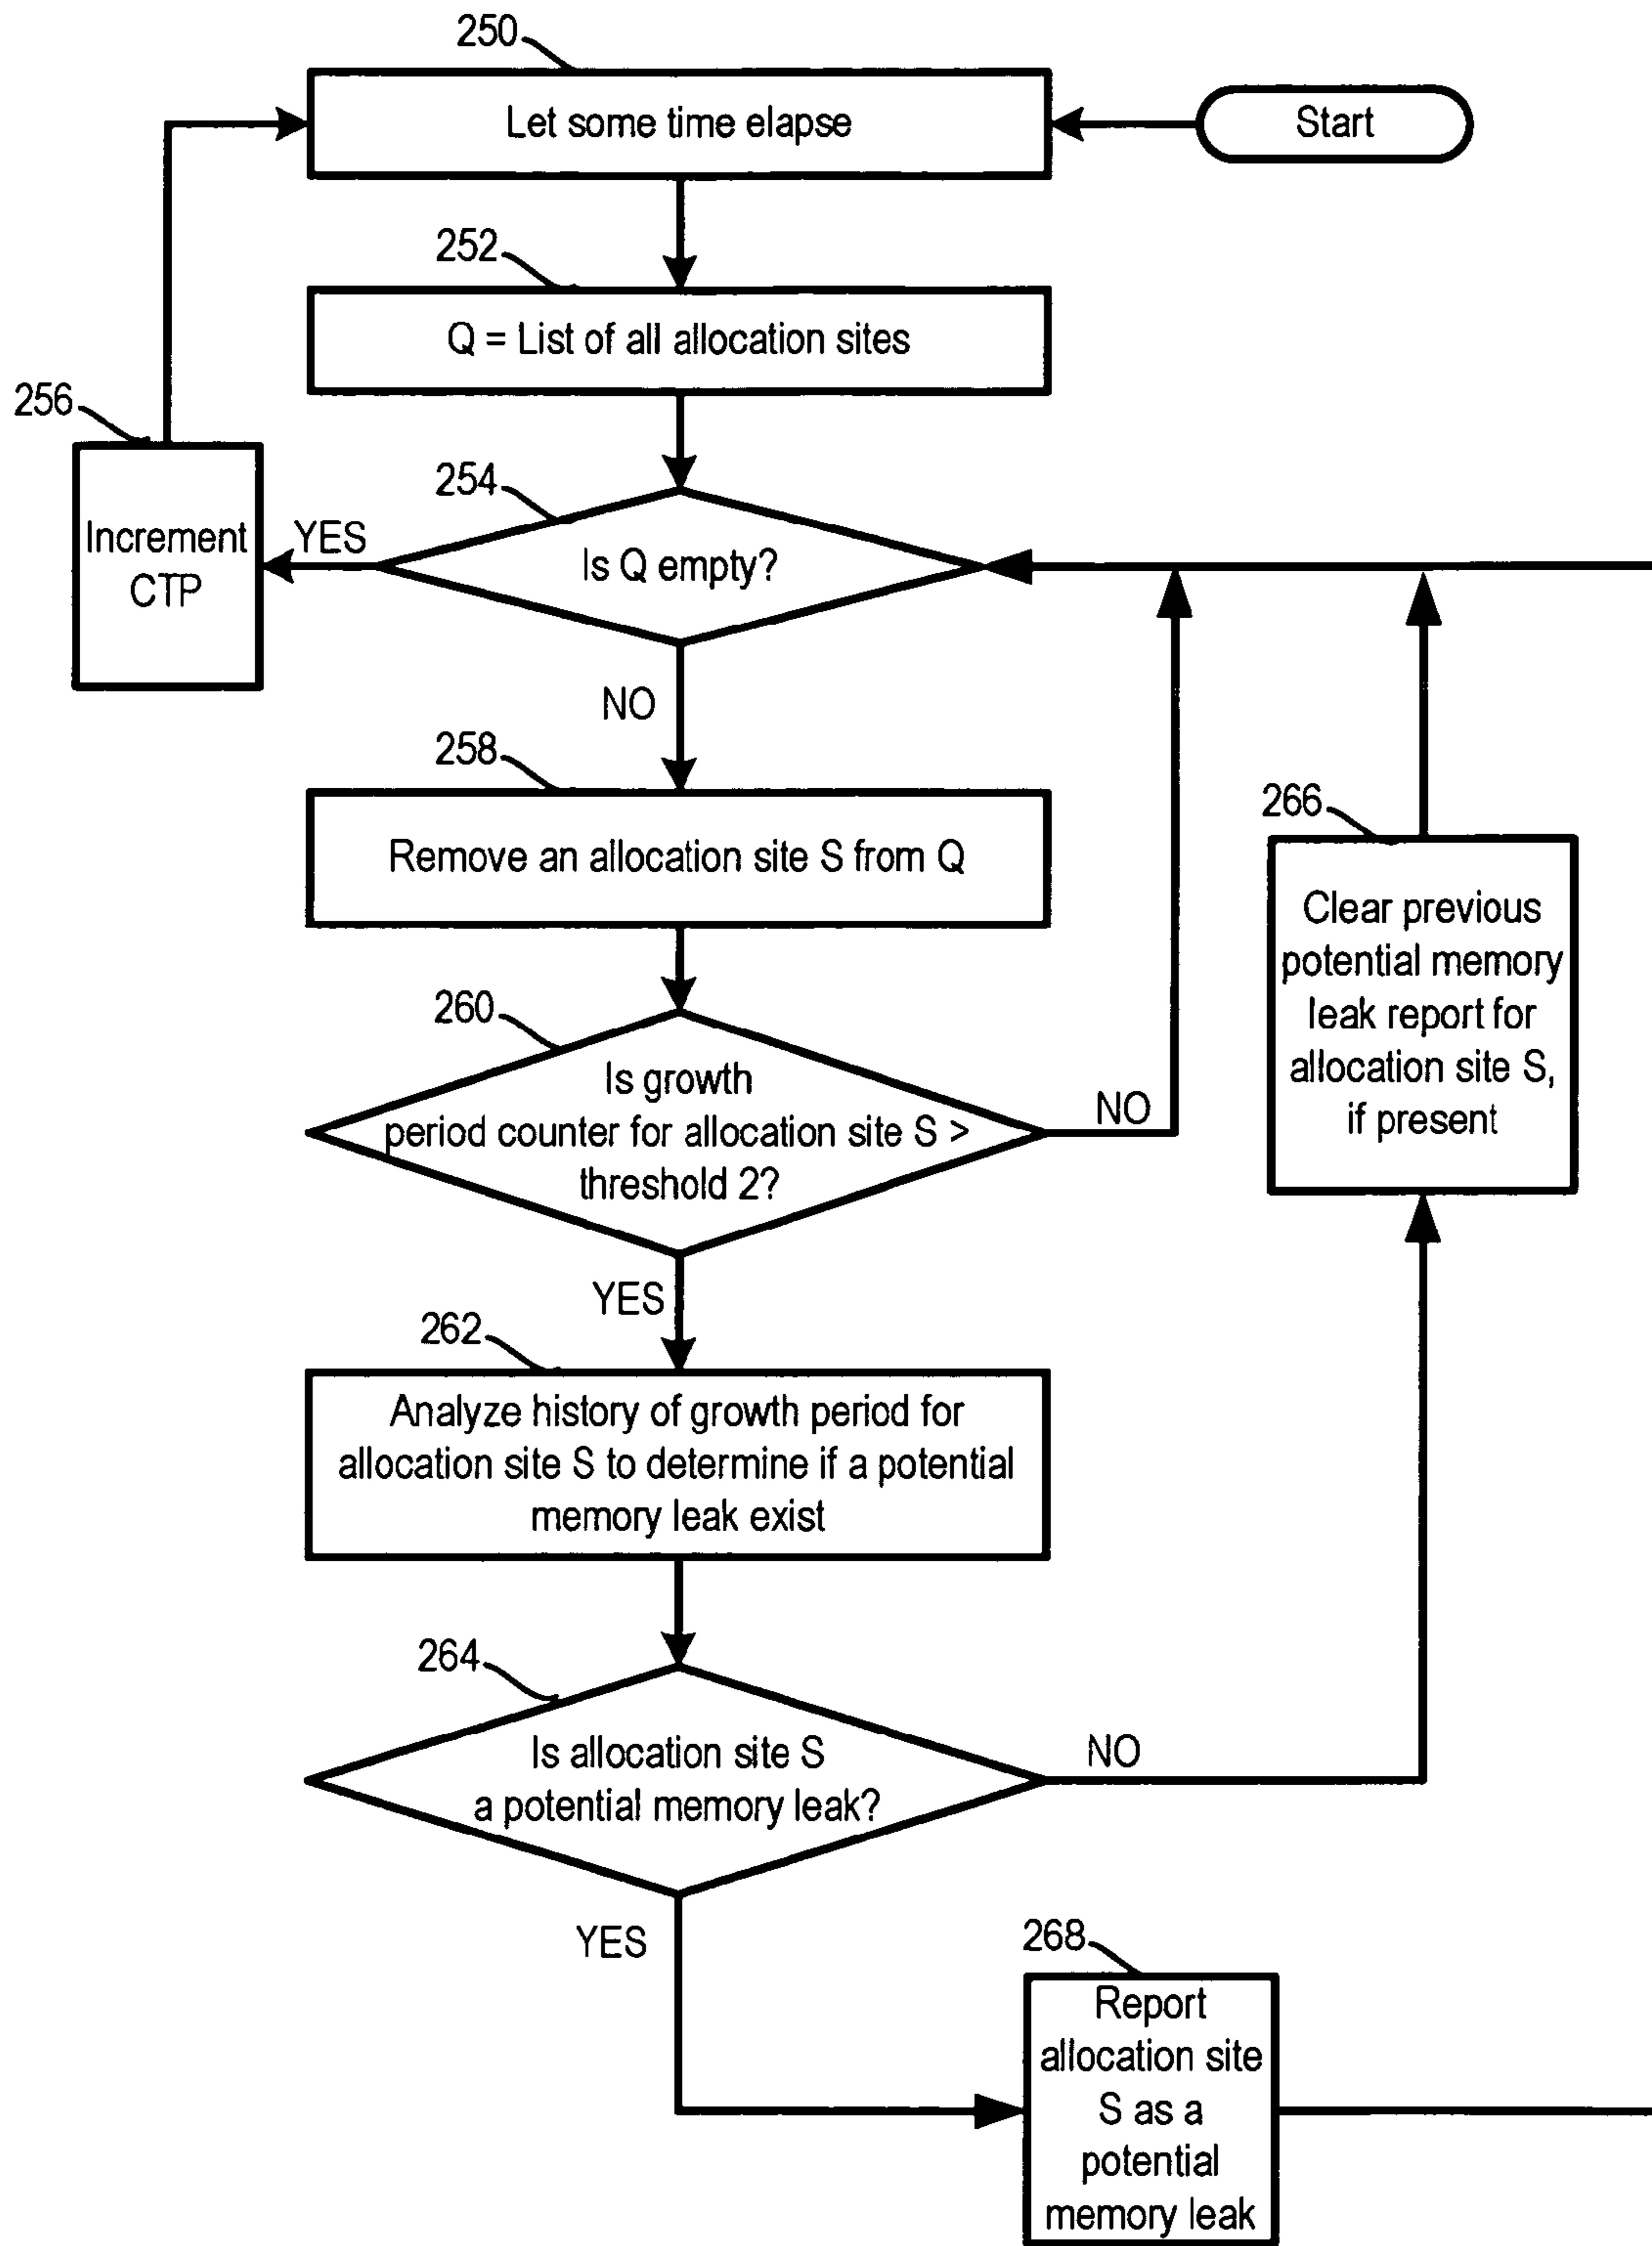 250
Let some time elapse
Start
252
Q = List of all allocation sites
256
Increment
CTP
254
YES
Is Q empty?
NO
258
Remove an allocation site S from Q
266
Clear previous
potential memory
leak report for
allocation site S,
if present
260
Is growth
period counter for allocation site S >
threshold 2?
NO
YES
262
Analyze history of growth period for
allocation site S to determine if a potential
memory leak exist
264
Is allocation site S
a potential memory leak?
NO
YES
268
Report
allocation site
S as a
potential
memory leak